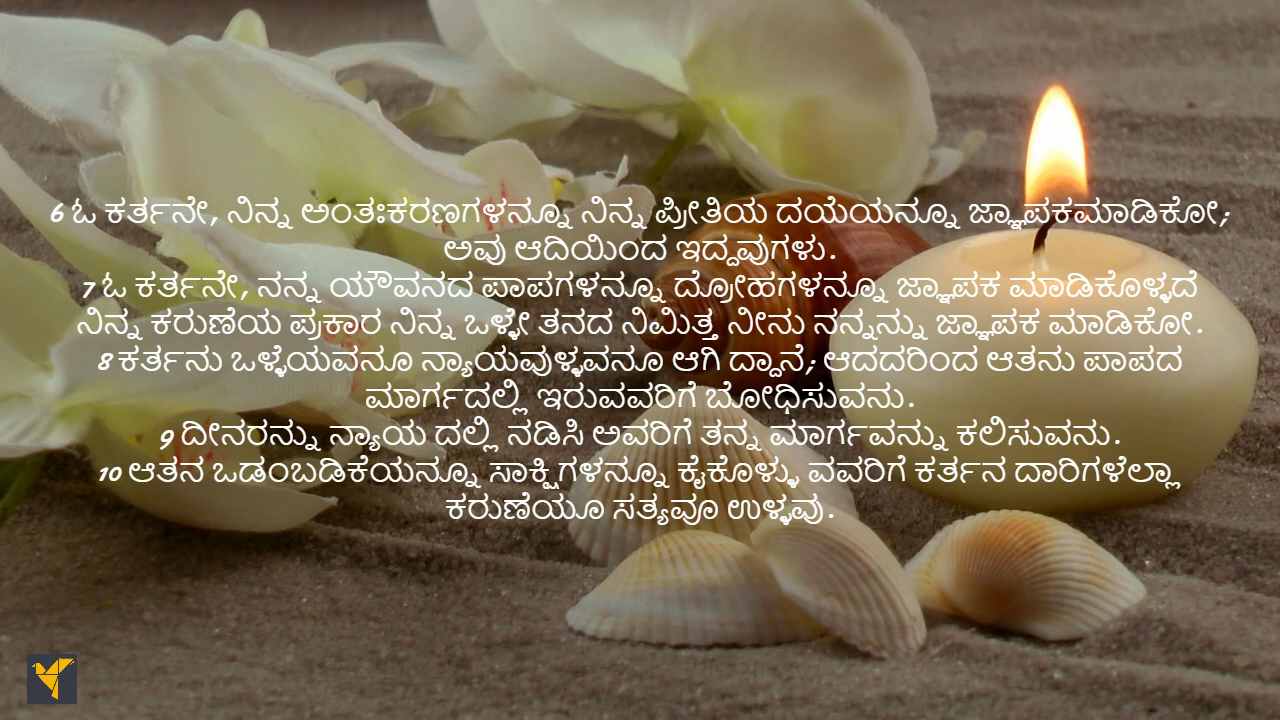 6 ಓ ಕರ್ತನೇ, ನಿನ್ನ ಅಂತಃಕರಣಗಳನ್ನೂ ನಿನ್ನ ಪ್ರೀತಿಯ ದಯೆಯನ್ನೂ ಜ್ಞಾಪಕಮಾಡಿಕೋ;
ಅವು ಆದಿಯಿಂದ ಇದ್ದವುಗಳು.
7 ಓ ಕರ್ತನೇ, ನನ್ನ ಯೌವನದ ಪಾಪಗಳನ್ನೂ ದ್ರೋಹಗಳನ್ನೂ ಜ್ಞಾಪಕ ಮಾಡಿಕೊಳ್ಳದೆ
ನಿನ್ನ ಕರುಣೆಯ ಪ್ರಕಾರ ನಿನ್ನ ಒಳ್ಳೇ ತನದ ನಿಮಿತ್ತ ನೀನು ನನ್ನನ್ನು ಜ್ಞಾಪಕ ಮಾಡಿಕೋ.
8 ಕರ್ತನು ಒಳ್ಳೆಯವನೂ ನ್ಯಾಯವುಳ್ಳವನೂ ಆಗಿ ದ್ದಾನೆ; ಆದದರಿಂದ ಆತನು ಪಾಪದ
ಮಾರ್ಗದಲ್ಲಿ ಇರುವವರಿಗೆ ಬೋಧಿಸುವನು.
9 ದೀನರನ್ನು ನ್ಯಾಯ ದಲ್ಲಿ ನಡಿಸಿ ಅವರಿಗೆ ತನ್ನ ಮಾರ್ಗವನ್ನು ಕಲಿಸುವನು.
10 ಆತನ ಒಡಂಬಡಿಕೆಯನ್ನೂ ಸಾಕ್ಷಿಗಳನ್ನೂ ಕೈಕೊಳ್ಳು ವವರಿಗೆ ಕರ್ತನ ದಾರಿಗಳೆಲ್ಲಾ
ಕರುಣೆಯೂ ಸತ್ಯವೂ ಉಳ್ಳವು.